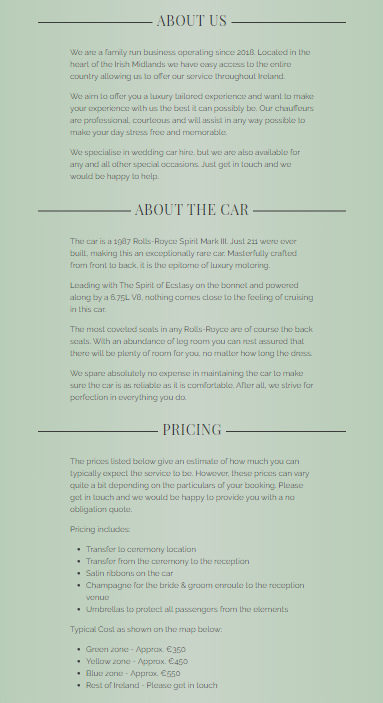 ABOUT US
We are a family run business operating since 2018. Located in the
heart of the Irish Midlands we have easy access to the entire
country allowing us to offer our service throughout Ireland.
We aim to offer you a luxury tailored experience and want to make
your experience with us the best it can possibly be. Our chauffeurs
are professional, courteous and will assist in any way possible to
make your day stress free and memorable.
We specialise in wedding car hire, but we are also available for
any and all other special occasions. Just get in touch and we
would be happy to help.
ABOUT THE CAR
The car is a 1987 Rolls-Royce Spirit Mark III. Just 211 were ever
built, making this an exceptionally rare car. Masterfully crafted
from front to back, it is the epitome of luxury motoring.
Leading with The Spirit of Ecstasy on the bonnet and powered
along by a 6.75L V8, nothing comes close to the feeling of cruising
in this car.
The most coveted seats in any Rolls-Royce are of course the back
seats. With an abundance of leg room you can rest assured that
there will be plenty of room for you, no matter how long the dress.
We spare absolutely no expense in maintaining the car to make
sure the car is as reliable as it is comfortable. After all, we strive for
perfection in everything you do.
PRICING
The prices listed below give an estimate of how much you can
typically expect the service to be. However, these prices can vary
quite a bit depending on the particulars of your booking. Please
get in touch and we would be happy to provide you with a no
obligation quote.
Pricing includes:
• Transfer to ceremony location
• Transfer from the ceremony to the reception
• Satin ribbons on the car
• Champagne for the bride & groom enroute to the reception
venue
• Umbrellas to protect all passengers from the elements
Typical Cost as shown on the map below:
• Green zone - Approx. €350
• Yellow zone - Approx. €450
• Blue zone - Approx. €550
• Rest of Ireland - Please get in touch